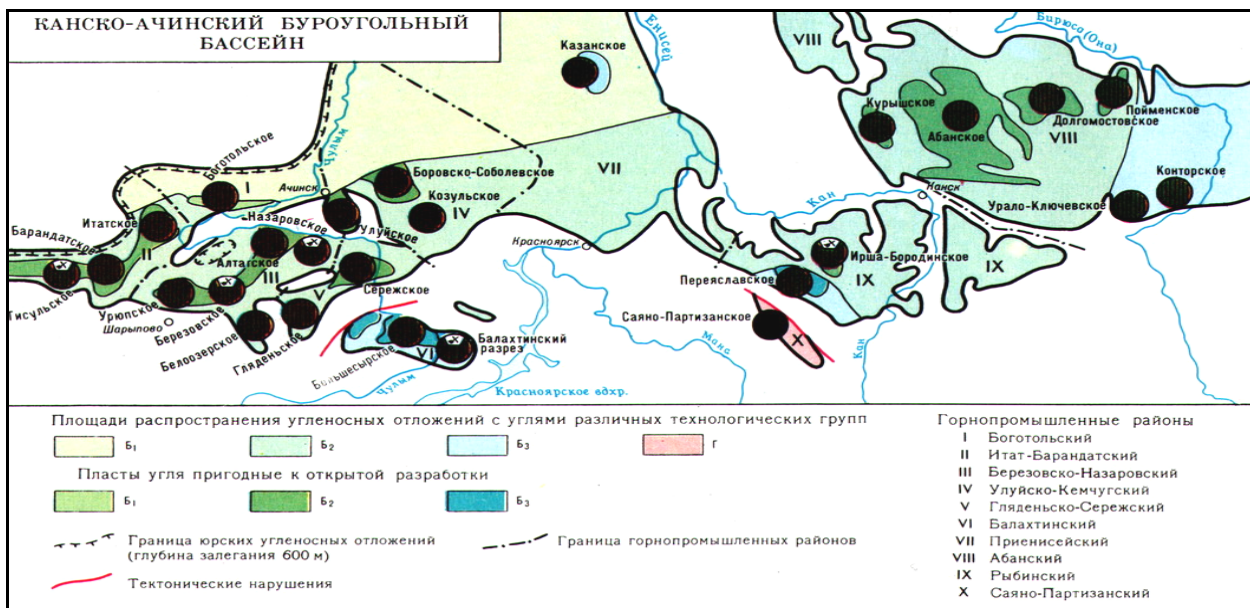 КАНСКО-АЧИНСКИЙ БУРОУГОЛЬНЫЙ
БАССЕЙН
Енисей
Казанское
VIII
Бирюса (Она)
Курышское
Абанское
Долгомостовское
Пойменское
VIII
Чулым
Боготольское
I
Ачинск
Боровско-Соболевское
VII
Козульское
IV
Кан
Канск
Конторское
Урало-Ключевское
Итатское
Назаровское
Улуйское
Барандатское
II
Алтатское
III
Красноярск
Ирша-Бородинское
IX
IX
Переяславское
Тисульское
Урюпское
Шарыпово
Березовское
Белоозерское
Гляденьское
V
Сережское
Саяно-Партизанское
X
Большесырское
VI
Балахтинский
разрез
Мана
Кан
Чулым
Красноярское вдхр.
Площади распространения угленосных отложений с углями различных технологических групп
Б₁
Б₂
Б₃
Г
Пласты угля пригодные к открытой разработки
Б₁
Б₂
Б₃
Граница юрских угленосных отложений
(глубина залегания 600 м)
Граница горнопромышленных районов
Тектонические нарушения
Горнопромышленные районы
I Боготольский
II Итат-Барандатский
III Березовско-Назаровский
IV Улуйско-Кемчугский
V Гляденьско-Сережский
VI Балахтинский
VII Приенисейский
VIII Абанский
IX Рыбинский
X Саяно-Партизанский